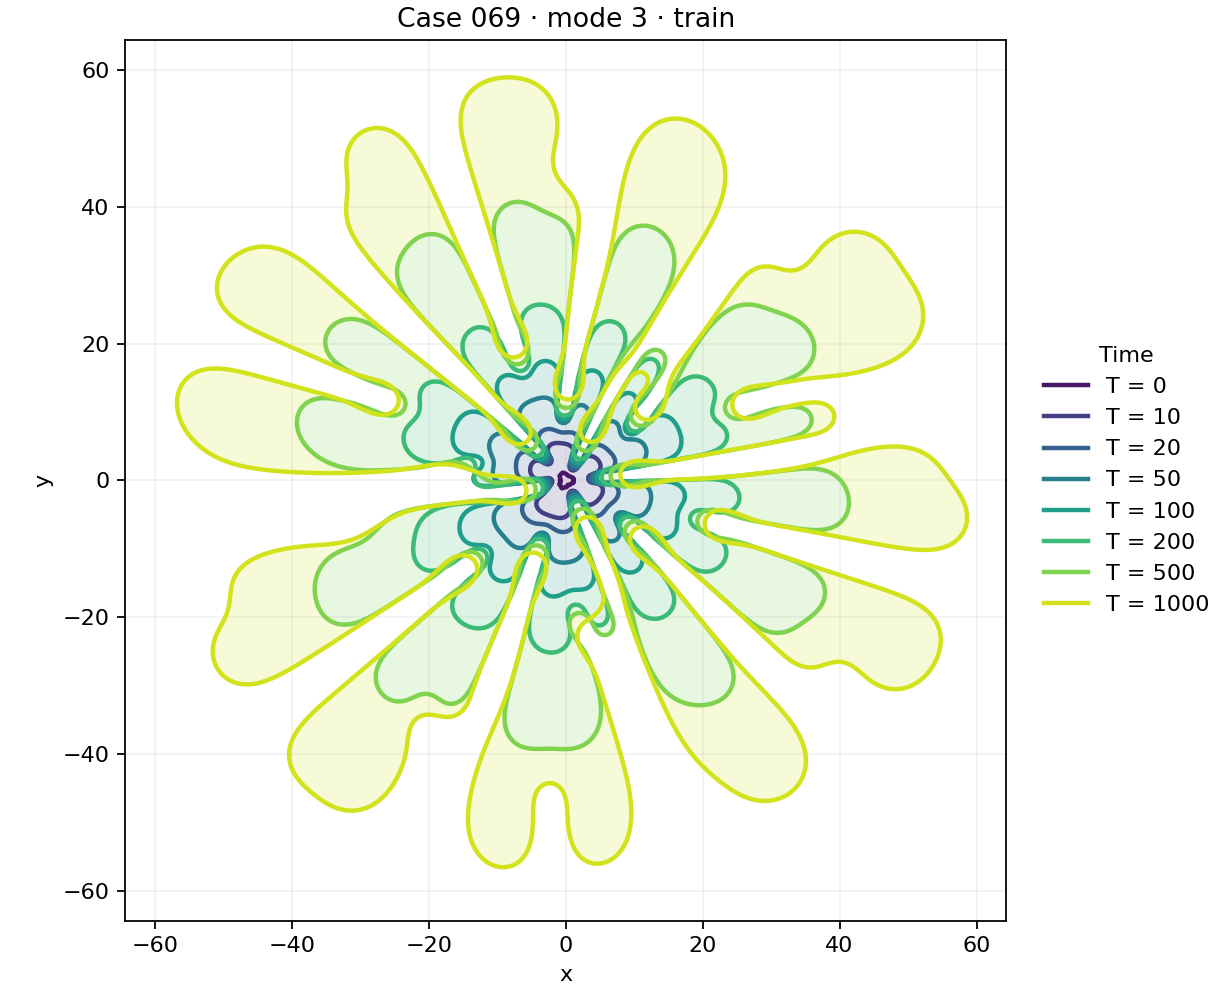 Case 069 · mode 3 · train
60
40
20
0
−20
−40
−60
y
−60
−40
−20
0
20
40
60
x
Time
T = 0
T = 10
T = 20
T = 50
T = 100
T = 200
T = 500
T = 1000